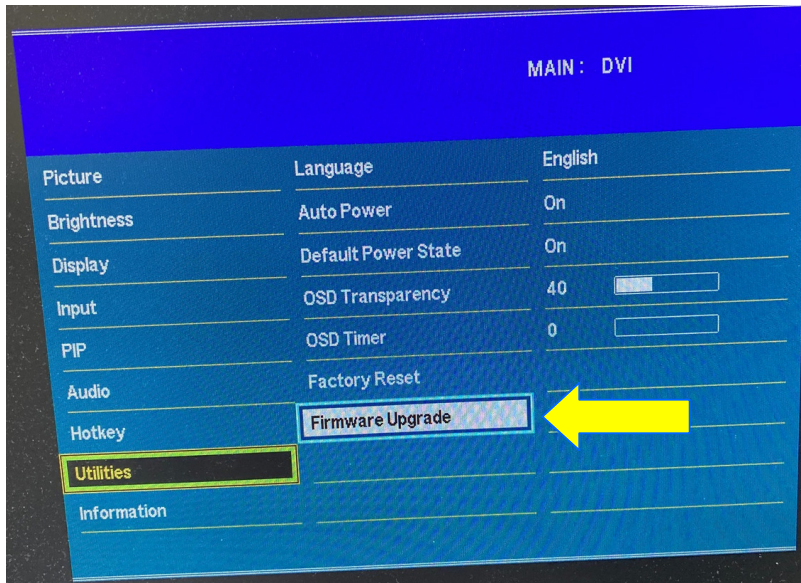 MAIN: DVI
Picture
Language
English
Brightness
Auto Power
On
Display
Default Power State
On
Input
OSD Transparency
40
PIP
OSD Timer
0
Audio
Factory Reset
Hotkey
Firmware Upgrade
Utilities
Information